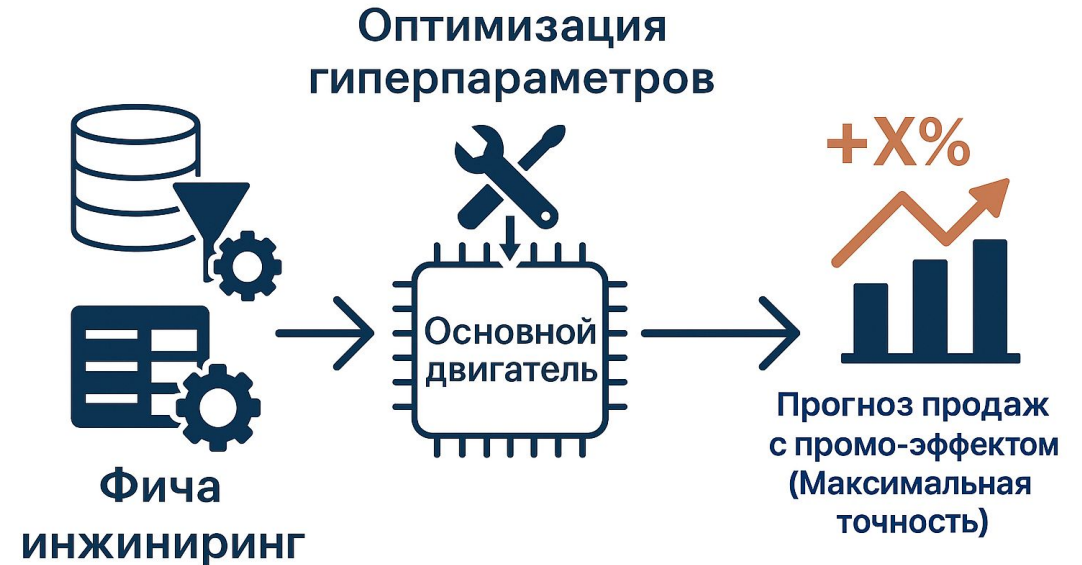 Оптимизация
гиперпараметров
+X%
Основной
двигатель
Прогноз продаж
с промо-эффектом
(Максимальная
точность)
Фича
инжиниринг